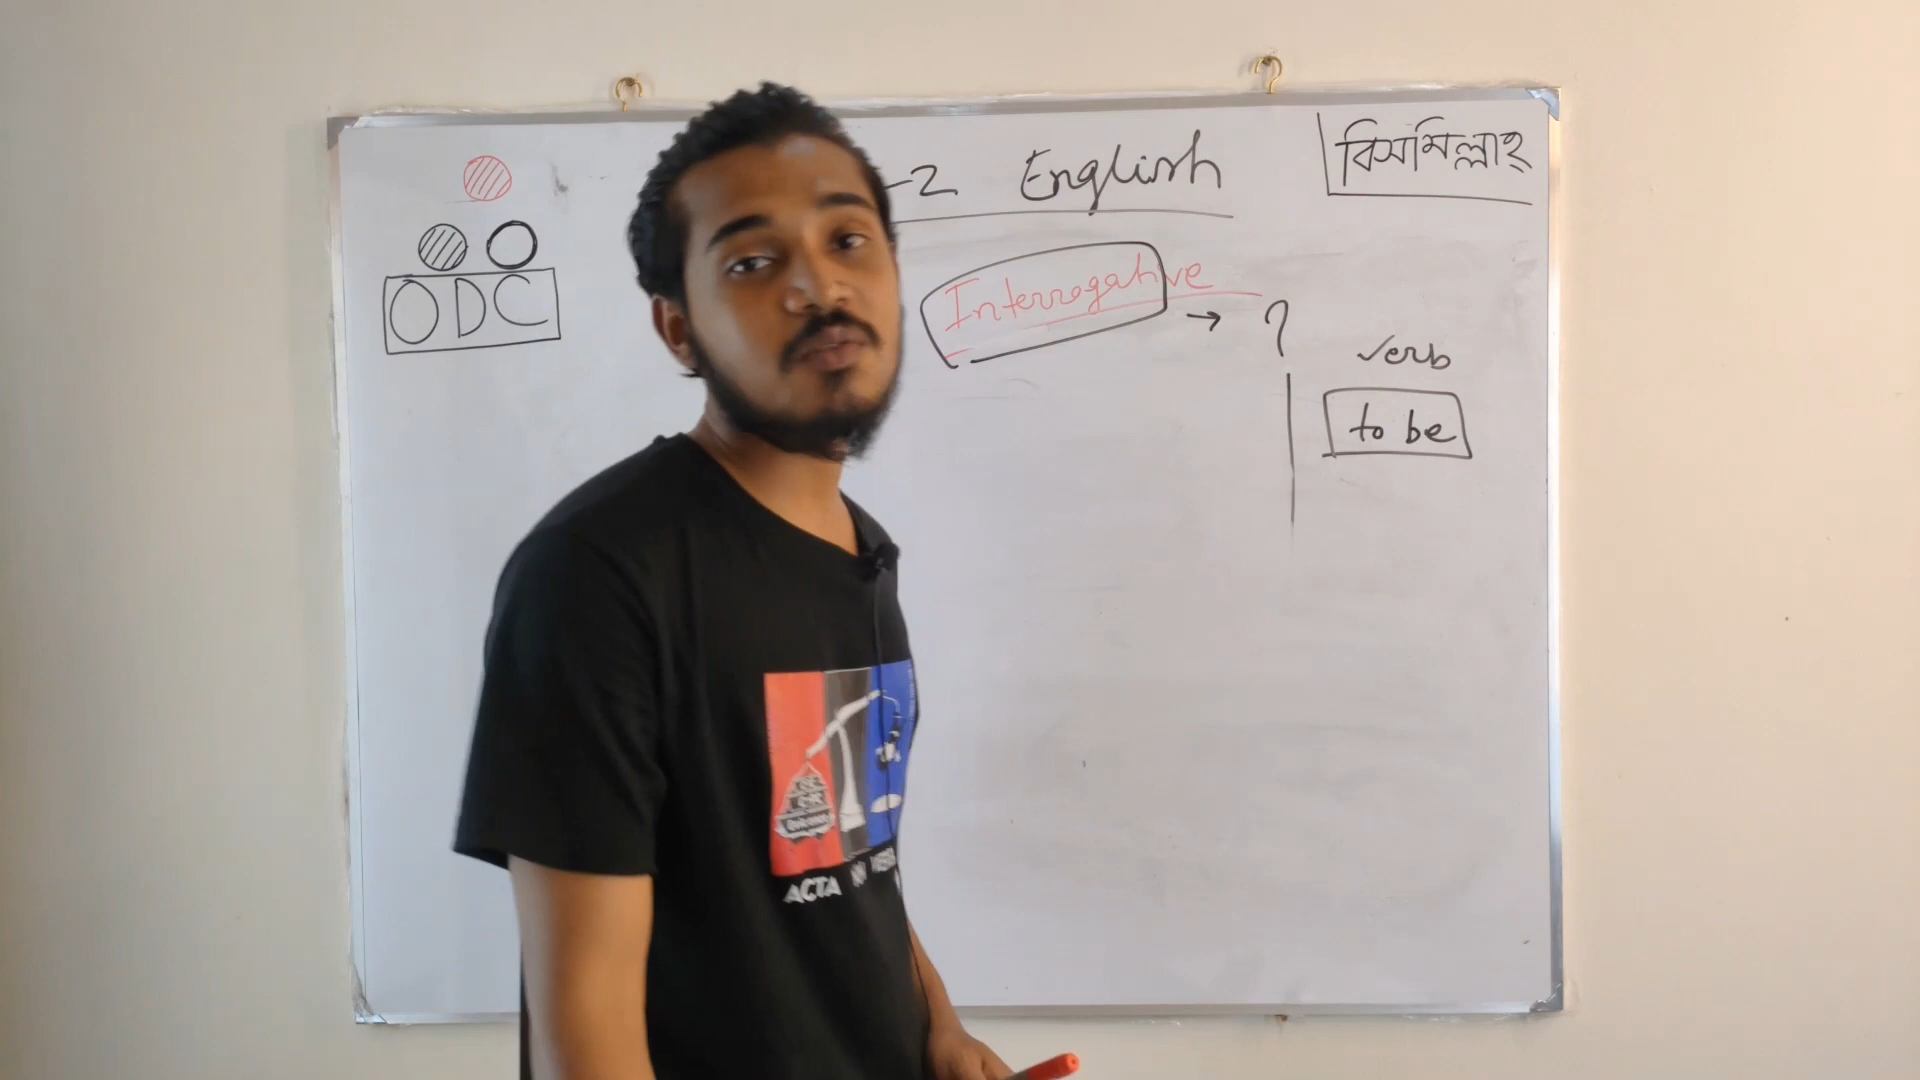 -2 English
বিসমিল্লাহ
ODC
Interrogative → ?
verb
to be
ACTA